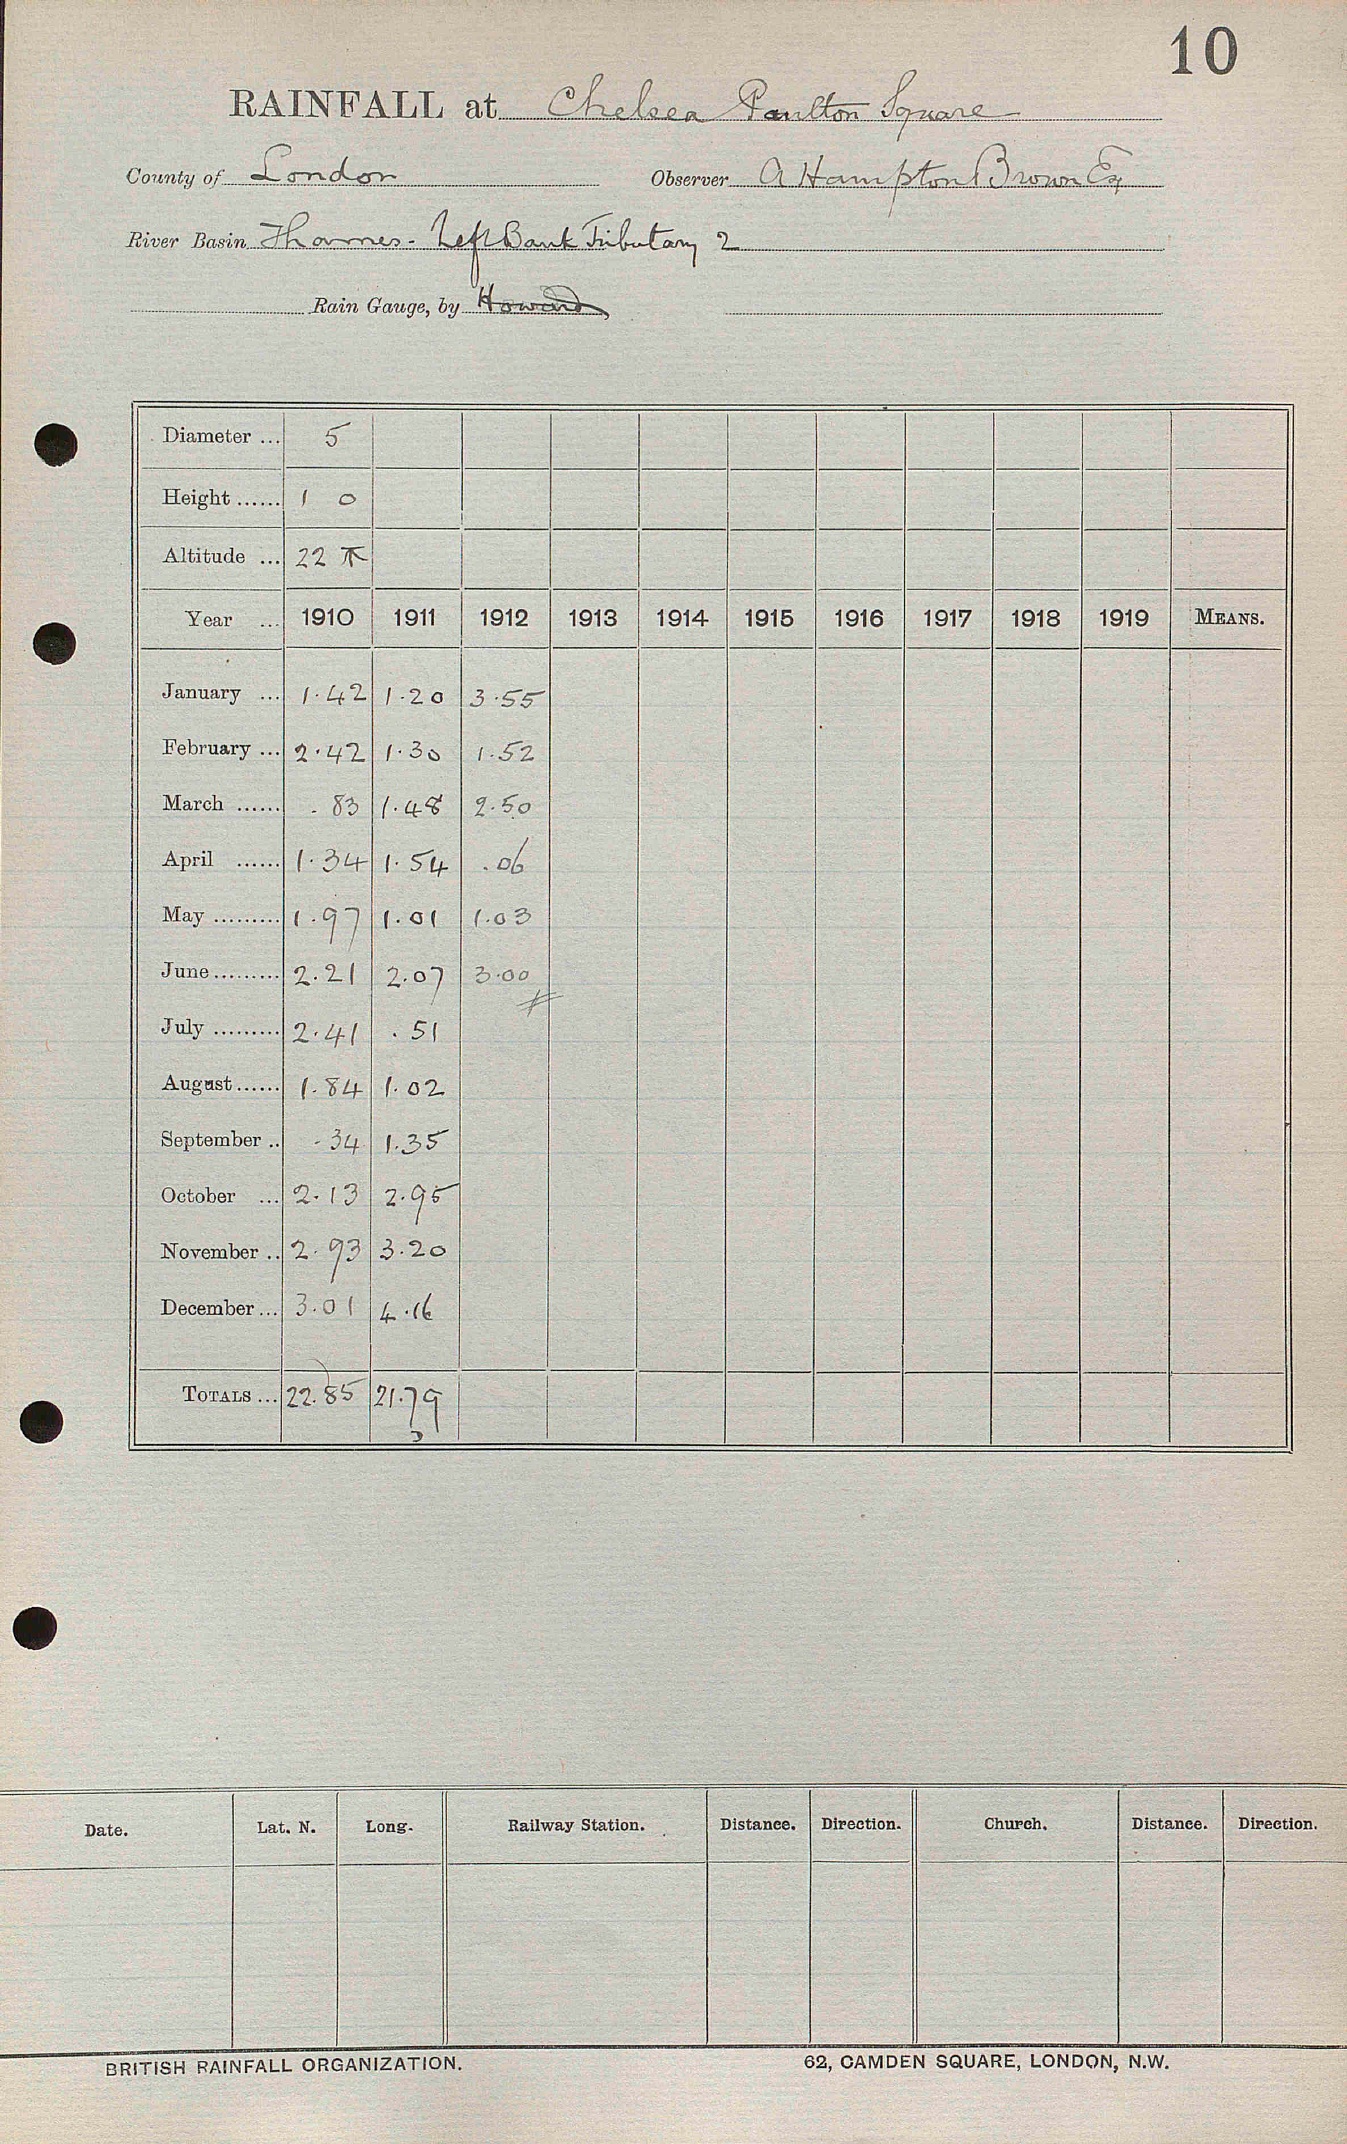 10
RAINFALL at Chelsea Paulton Square
County of London Observer A Hampton Brown Esq
River Basin Thames - Left Bank Tributary 2
Rain Gauge, by Howard
Diameter ... 5
Height ...... 1 0
Altitude ... 22
Year ... 1910 1911 1912 1913 1914 1915 1916 1917 1918 1919 MEANS.
January ... 1.42 1.20 3.55
February ... 2.42 1.30 1.52
March ...... .83 1.48 2.50
April ...... 1.34 1.54 .06
May ......... 1.97 1.01 1.03
June ......... 2.21 2.07 3.00
July ......... 2.41 .51
August ...... 1.84 1.02
September .. .34 1.35
October ... 2.13 2.95
November .. 2.93 3.20
December ... 3.01 4.16
TOTALS ... 22.85 21.79
Date. Lat. N. Long. Railway Station. Distance. Direction. Church. Distance. Direction.
BRITISH RAINFALL ORGANIZATION. 62, CAMDEN SQUARE, LONDON, N.W.